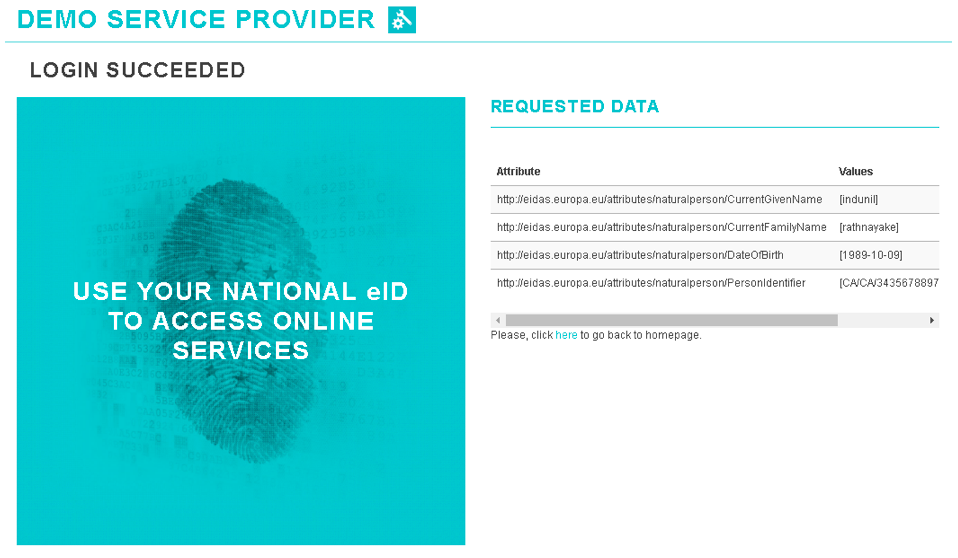 DEMO SERVICE PROVIDER
LOGIN SUCCEEDED
USE YOUR NATIONAL eID
TO ACCESS ONLINE
SERVICES
REQUESTED DATA
Attribute Values
http://eidas.europa.eu/attributes/naturalperson/CurrentGivenName [indunil]
http://eidas.europa.eu/attributes/naturalperson/CurrentFamilyName [rathnayake]
http://eidas.europa.eu/attributes/naturalperson/DateOfBirth [1989-10-09]
http://eidas.europa.eu/attributes/naturalperson/PersonIdentifier [CA/CA/3435678897
Please, click here to go back to homepage.